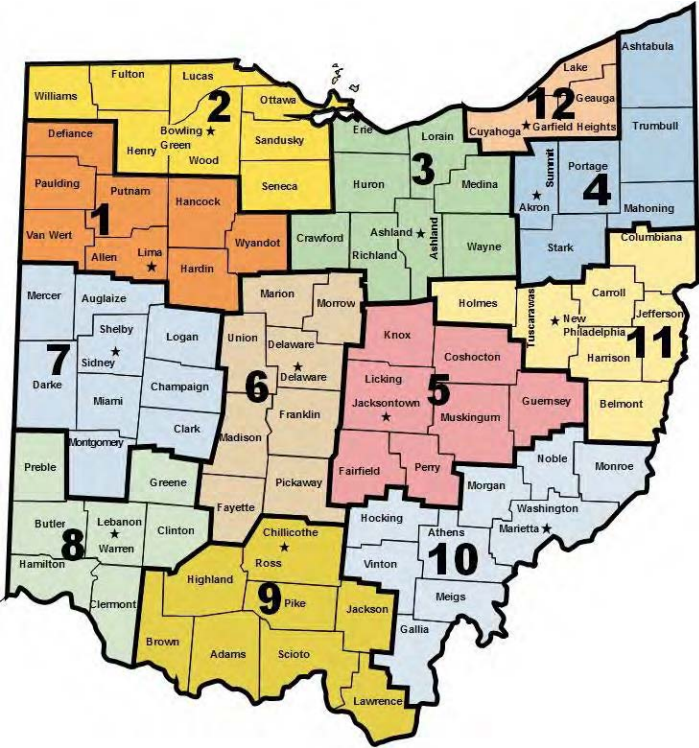 Williams
Fulton
Lucas
Ottawa
2
Bowling
Green
Henry
Wood
Sandusky
Seneca
Defiance
Paulding
Putnam
Hancock
1
Van Wert
Allen
Lima
Hardin
Wyandot
Erie
Lorain
3
Huron
Medina
Crawford
Richland
Ashland
Ashland
Wayne
Lake
Geauga
12
Cuyahoga
Garfield Heights
Ashtabula
Trumbull
Summit
Portage
4
Akron
Mahoning
Stark
Columbiana
Holmes
Tuscarawas
Carroll
Jefferson
New
Philadelphia
Harrison
11
Belmont
Mercer
Auglaize
Shelby
Logan
7
Sidney
Darke
Miami
Champaign
Clark
Montgomery
Marion
Morrow
Union
Delaware
Delaware
6
Franklin
Madison
Pickaway
Fayette
Knox
Coshocton
Licking
Jacksontown
5
Muskingum
Guernsey
Fairfield
Perry
Preble
Greene
Butler
Lebanon
Warren
Clinton
8
Hamilton
Clermont
Chillicothe
Ross
Highland
9
Pike
Jackson
Brown
Adams
Scioto
Lawrence
Noble
Monroe
Morgan
Washington
Marietta
Hocking
Athens
Vinton
10
Meigs
Gallia